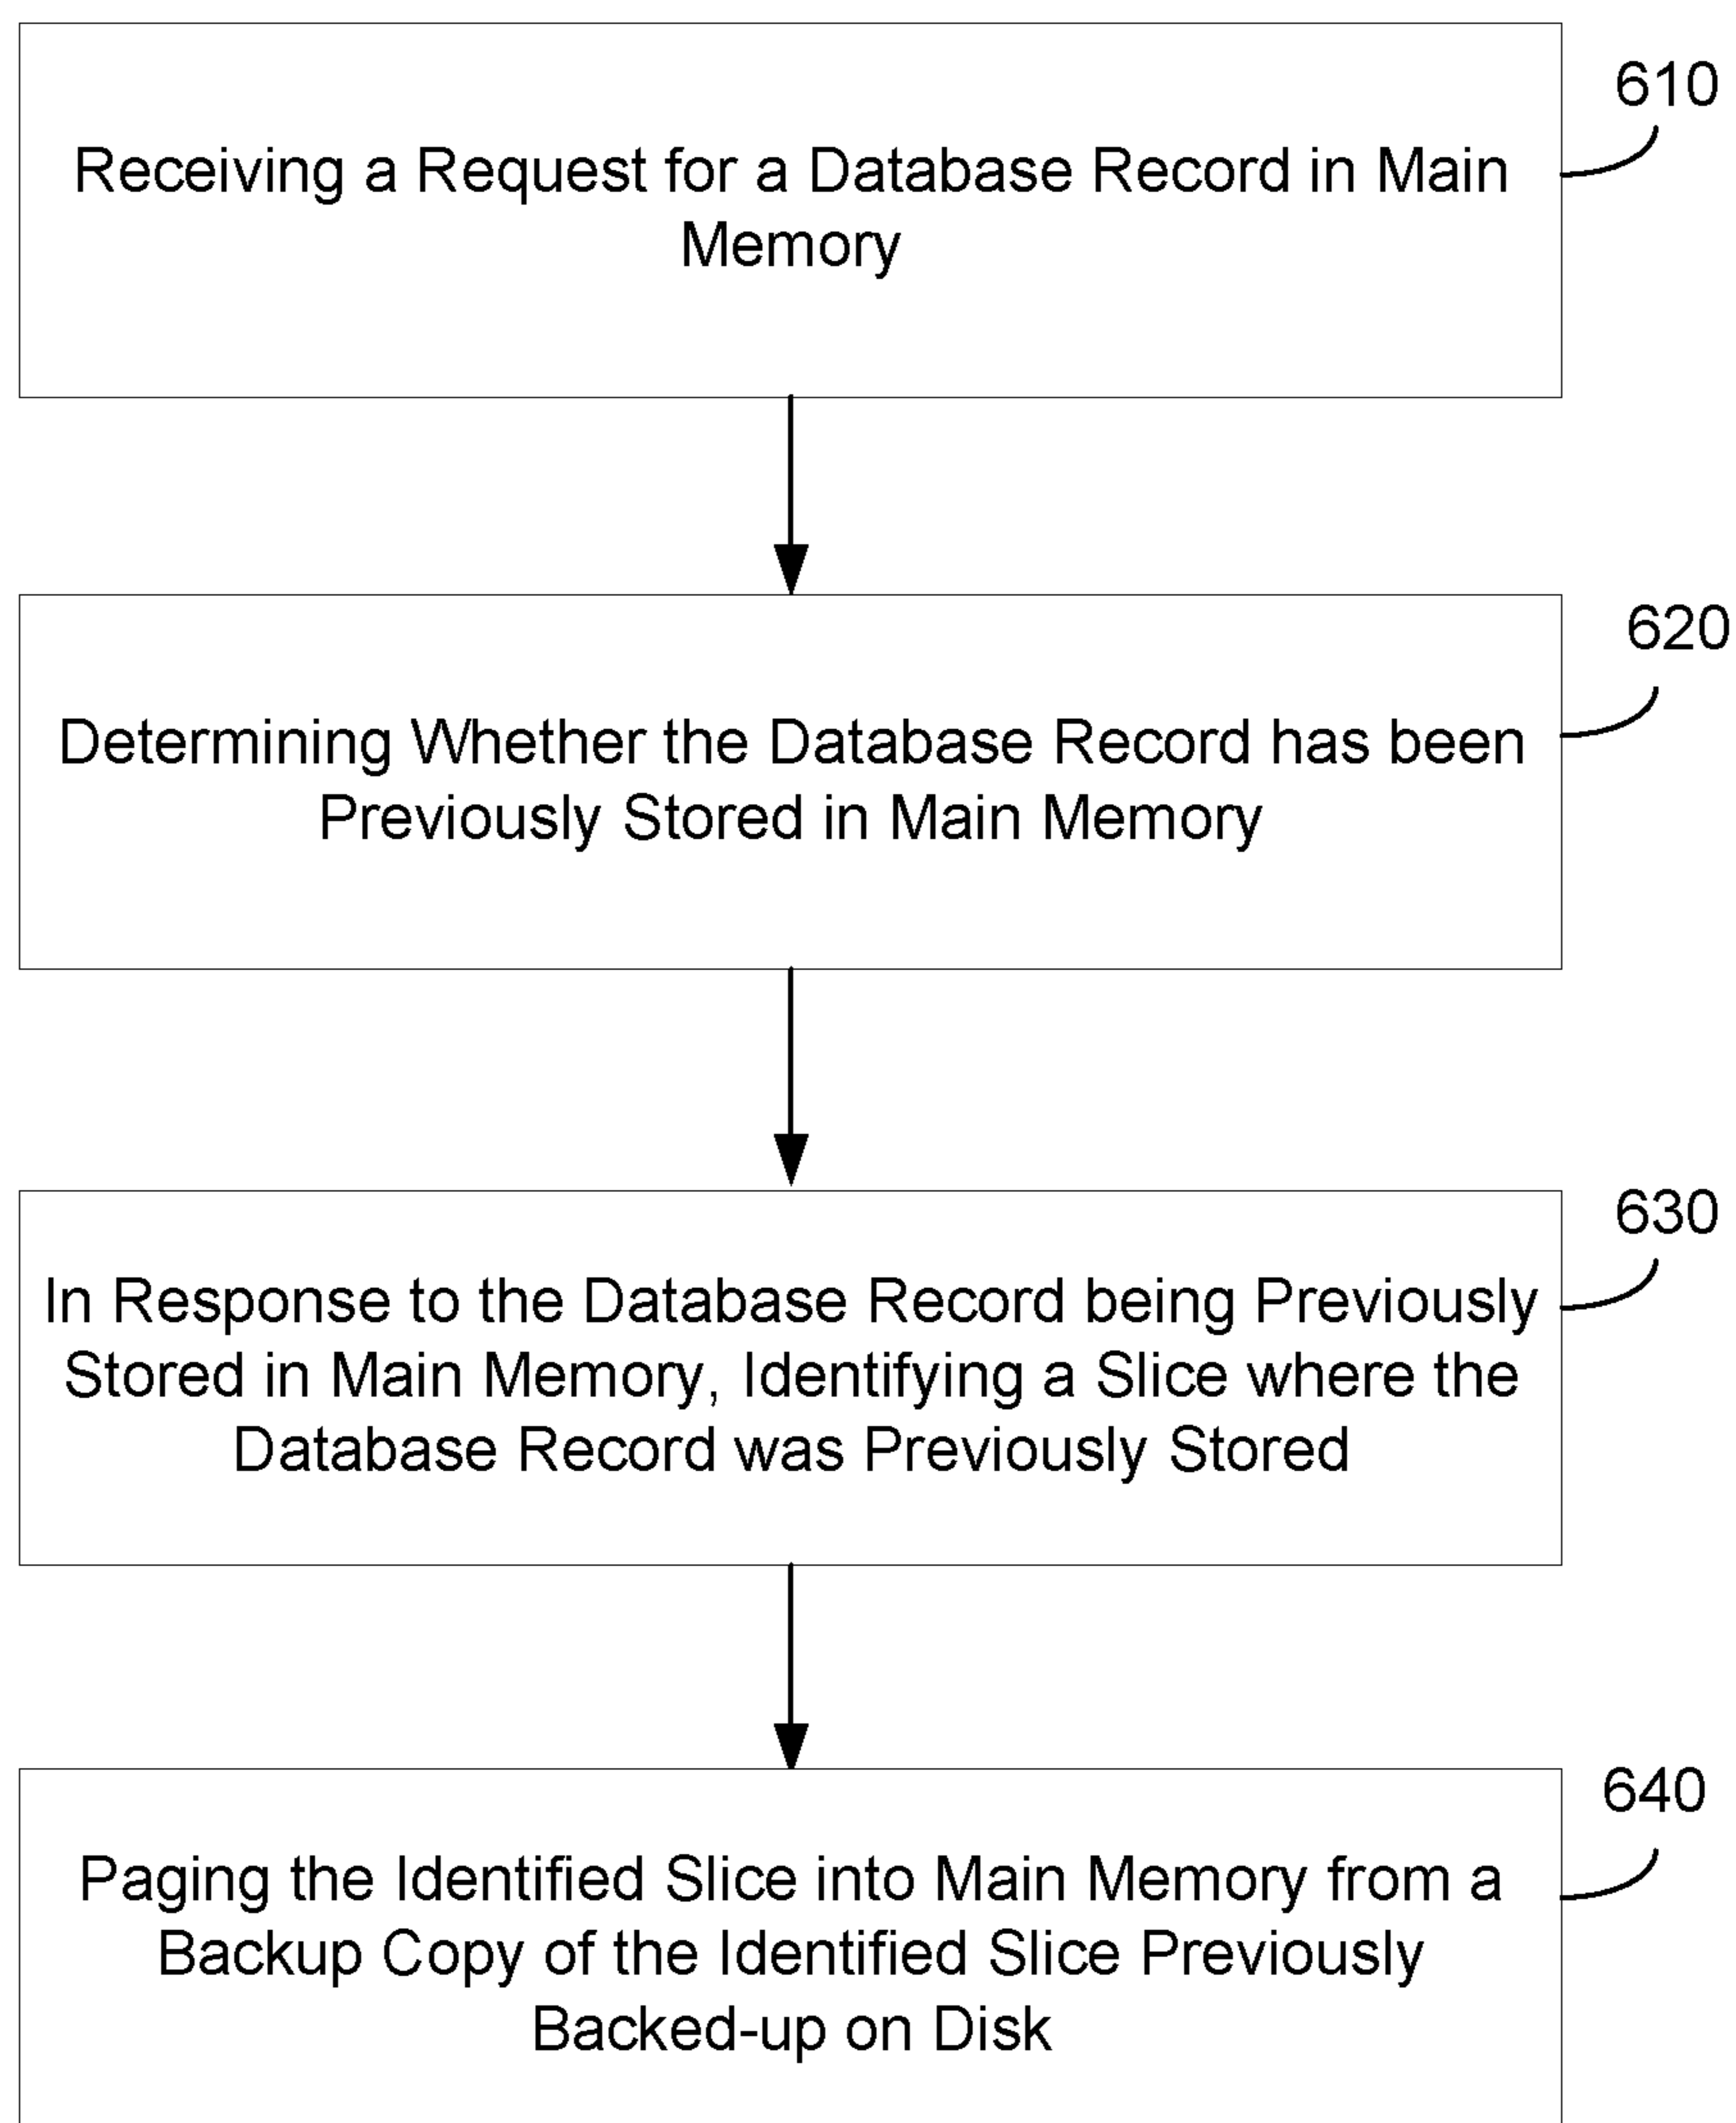 610
Receiving a Request for a Database Record in Main
Memory
620
Determining Whether the Database Record has been
Previously Stored in Main Memory
630
In Response to the Database Record being Previously
Stored in Main Memory, Identifying a Slice where the
Database Record was Previously Stored
640
Paging the Identified Slice into Main Memory from a
Backup Copy of the Identified Slice Previously
Backed-up on Disk